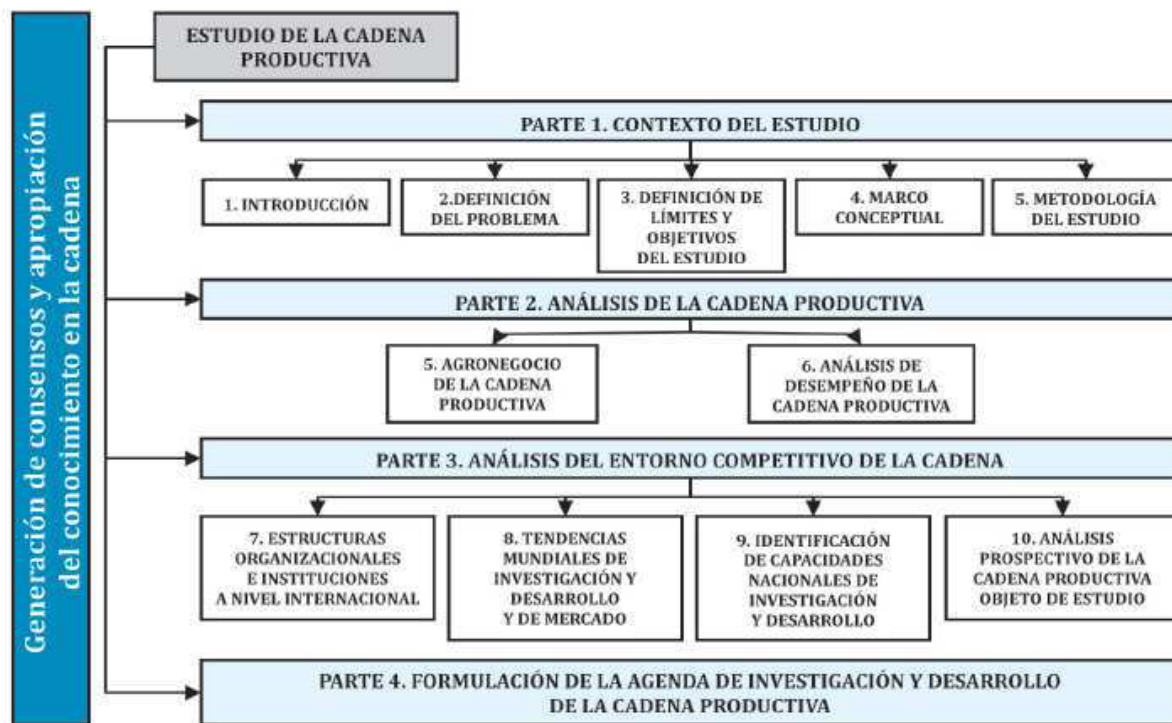 Generación de consensos y apropiación
del conocimiento en la cadena
ESTUDIO DE LA CADENA
PRODUCTIVA
PARTE 1. CONTEXTO DEL ESTUDIO
1. INTRODUCCIÓN
2.DEFINICIÓN
DEL PROBLEMA
3. DEFINICIÓN DE
LÍMITES Y
OBJETIVOS
DEL ESTUDIO
4. MARCO
CONCEPTUAL
5. METODOLOGÍA
DEL ESTUDIO
PARTE 2. ANÁLISIS DE LA CADENA PRODUCTIVA
5. AGRONEGOCIO
DE LA CADENA
PRODUCTIVA
6. ANÁLISIS DE
DESEMPEÑO DE LA
CADENA PRODUCTIVA
PARTE 3. ANÁLISIS DEL ENTORNO COMPETITIVO DE LA CADENA
7. ESTRUCTURAS
ORGANIZACIONALES
E INSTITUCIONES
A NIVEL INTERNACIONAL
8. TENDENCIAS
MUNDIALES DE
INVESTIGACIÓN Y
DESARROLLO
Y DE MERCADO
9. IDENTIFICACIÓN
DE CAPACIDADES
NACIONALES DE
INVESTIGACIÓN
Y DESARROLLO
10. ANÁLISIS
PROSPECTIVO DE LA
CADENA PRODUCTIVA
OBJETO DE ESTUDIO
PARTE 4. FORMULACIÓN DE LA AGENDA DE INVESTIGACIÓN Y DESARROLLO
DE LA CADENA PRODUCTIVA